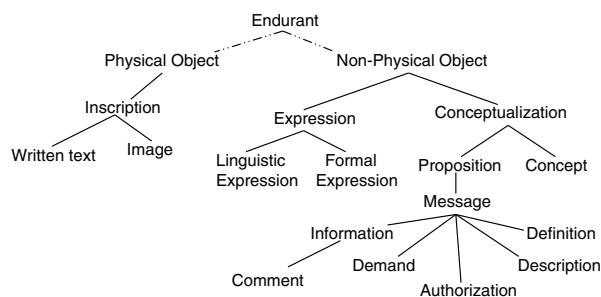 Endurant
Physical Object
Non-Physical Object
Inscription
Expression
Conceptualization
Written text
Image
Linguistic
Expression
Formal
Expression
Proposition
Concept
Message
Information
Definition
Comment
Demand
Description
Authorization